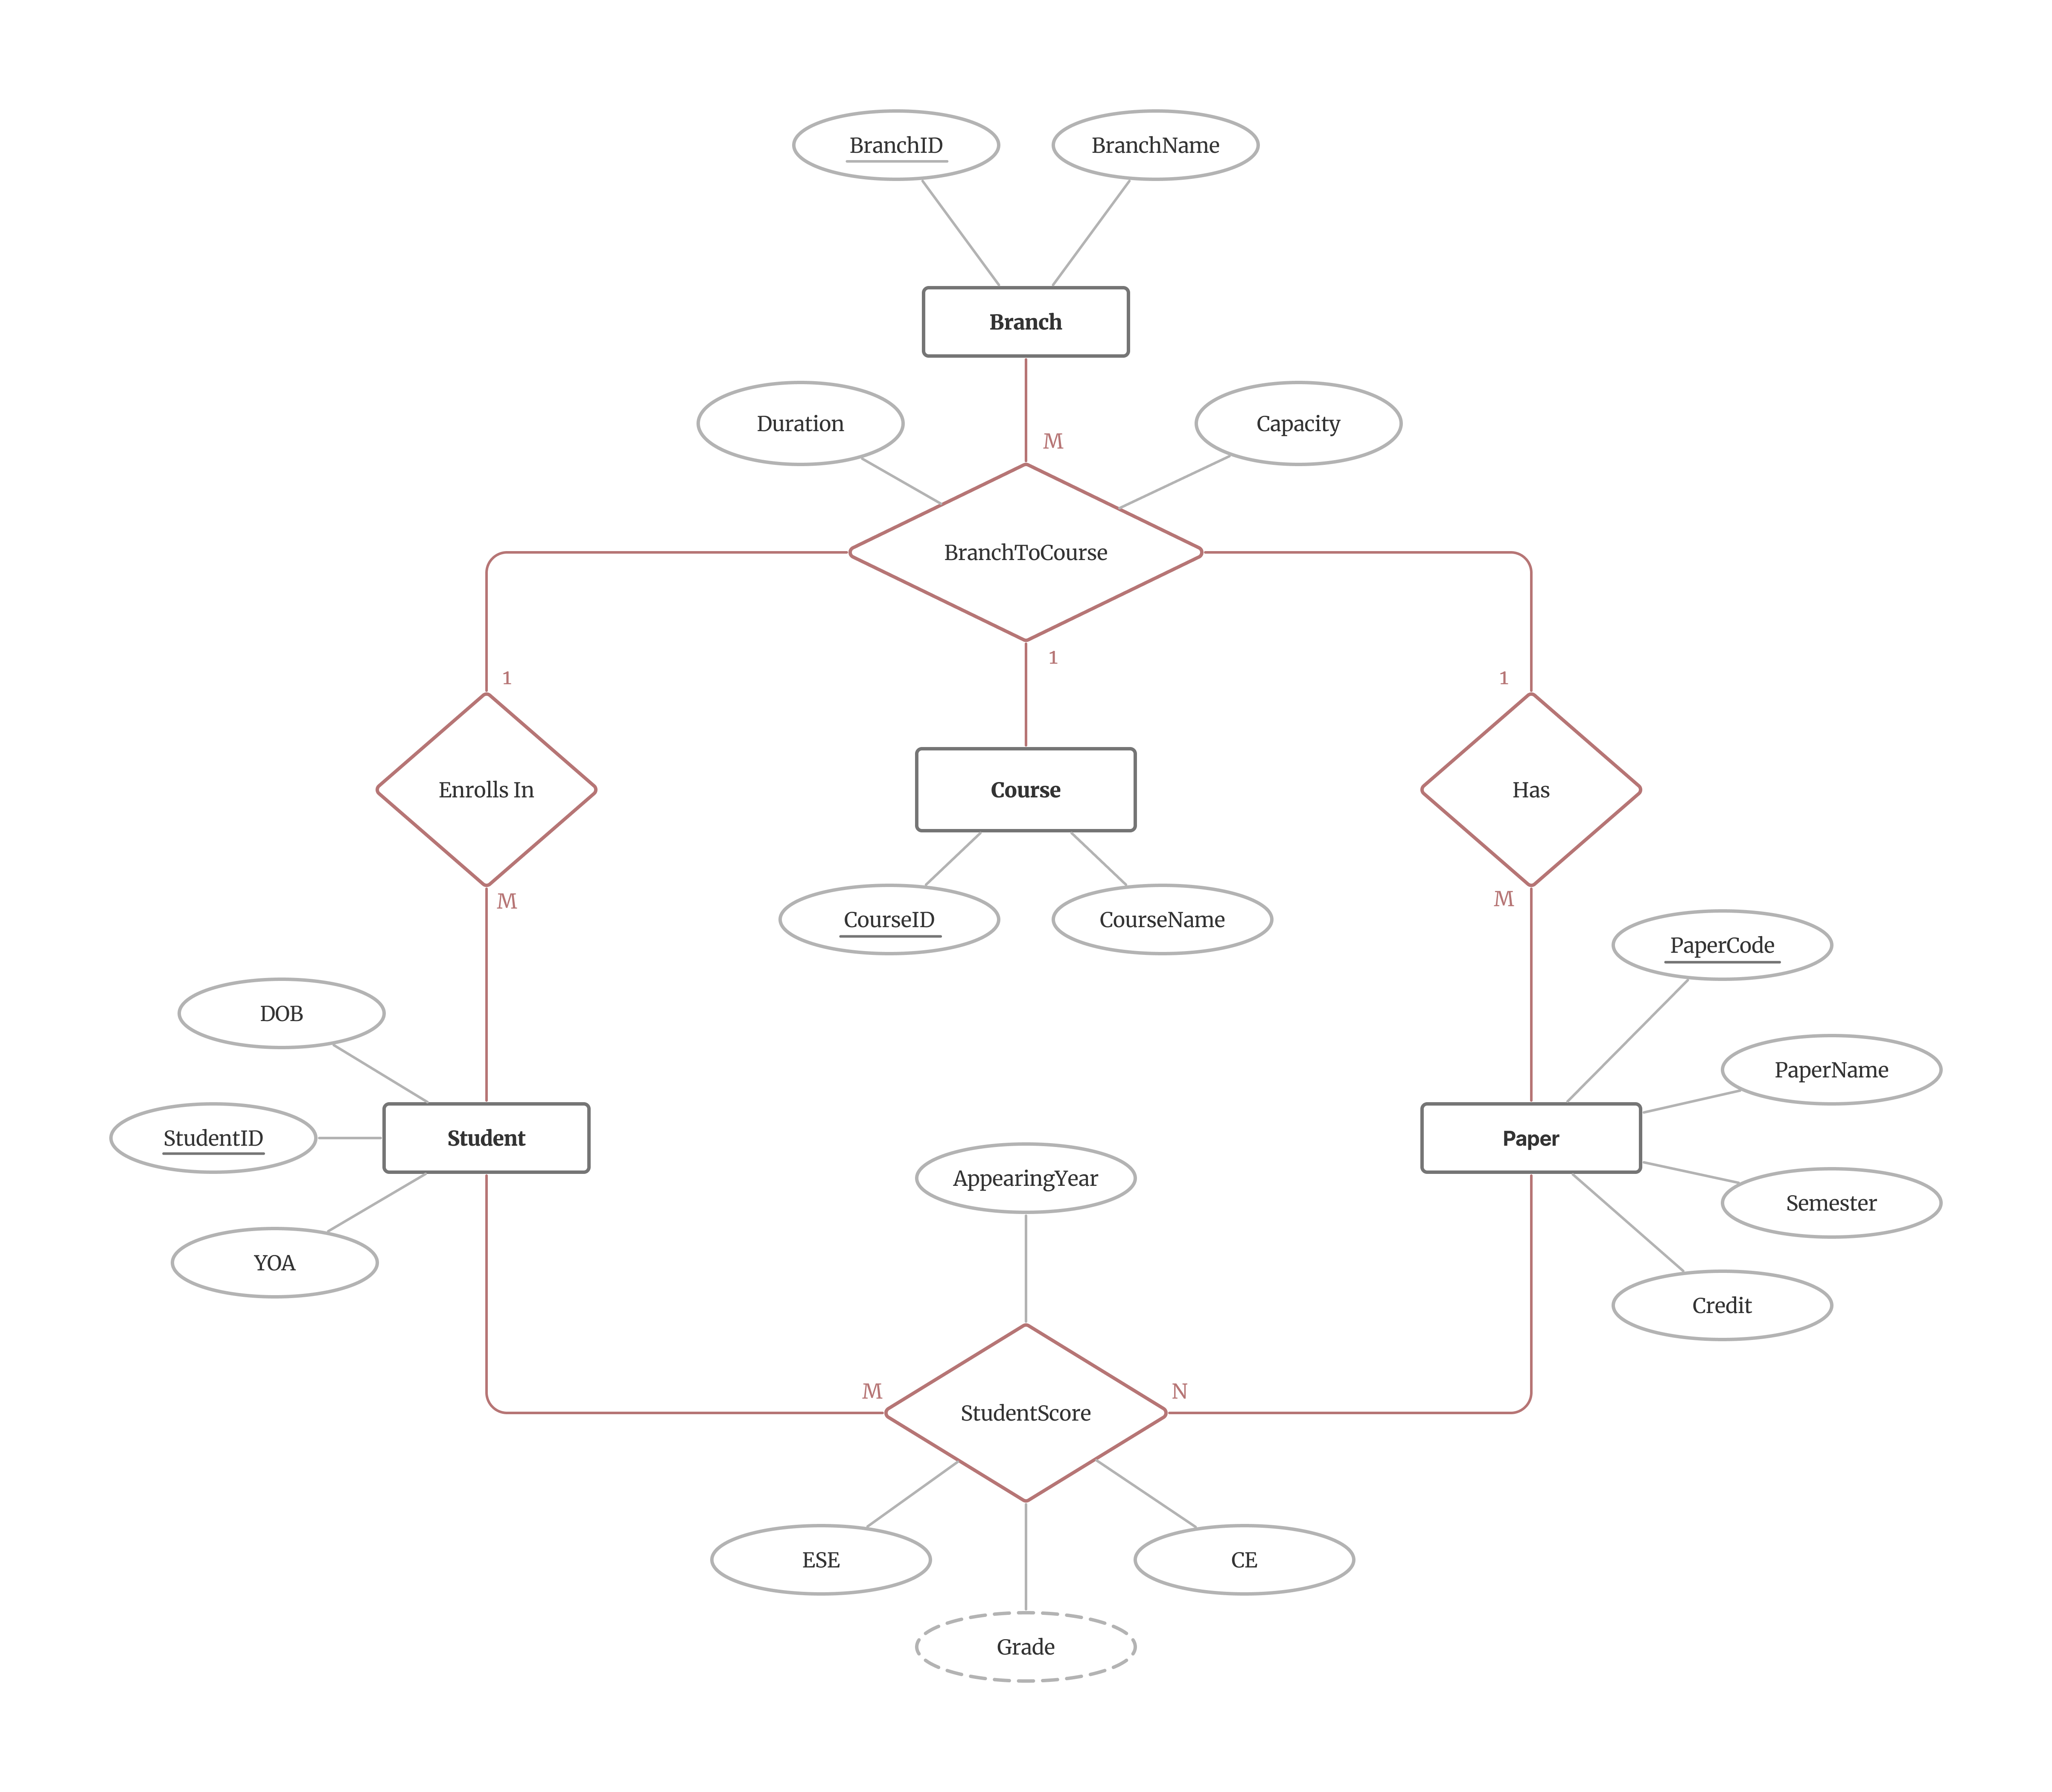 BranchID
BranchName
Branch
Duration
Capacity
M
BranchToCourse
1
1
1
Enrolls In
Course
Has
M
M
CourseID
CourseName
PaperCode
DOB
PaperName
StudentID
Student
Paper
AppearingYear
Semester
YOA
Credit
M
N
StudentScore
ESE
CE
Grade